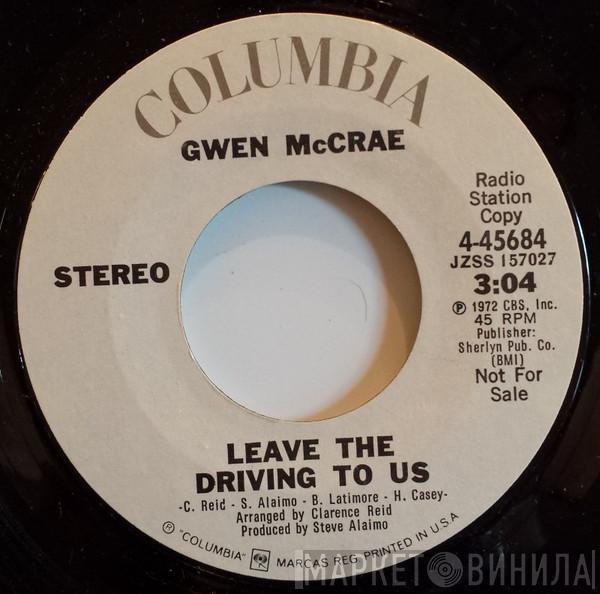 COLUMBIA
GWEN McCRAE
Radio
Station
Copy
4-45684
JZSS 157027
STEREO
3:04
Ⓟ 1972 CBS, Inc.
45 RPM
Publisher:
Sherlyn Pub. Co.
(BMI)
Not For
Sale
LEAVE THE
DRIVING TO US
-C. Reid - S. Alaimo - B. Latimore - H. Casey-
Arranged by Clarence Reid
Produced by Steve Alaimo
® "COLUMBIA" MARCAS REG. PRINTED IN U.S.A.
МАРКЕТ ВИНИЛА